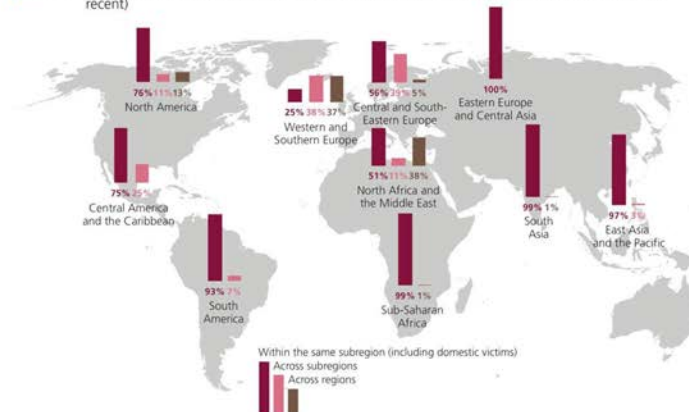 recent)
76% 11% 13%
North America
25% 38% 37%
Western and
Southern Europe
56% 39% 5%
Central and South-
Eastern Europe
100%
Eastern Europe
and Central Asia
75% 25%
Central America
and the Caribbean
51% 11% 38%
North Africa and
the Middle East
99% 1%
South
Asia
97% 3%
East Asia
and the Pacific
93% 7%
South
America
99% 1%
Sub-Saharan
Africa
Within the same subregion (including domestic victims)
Across subregions
Across regions